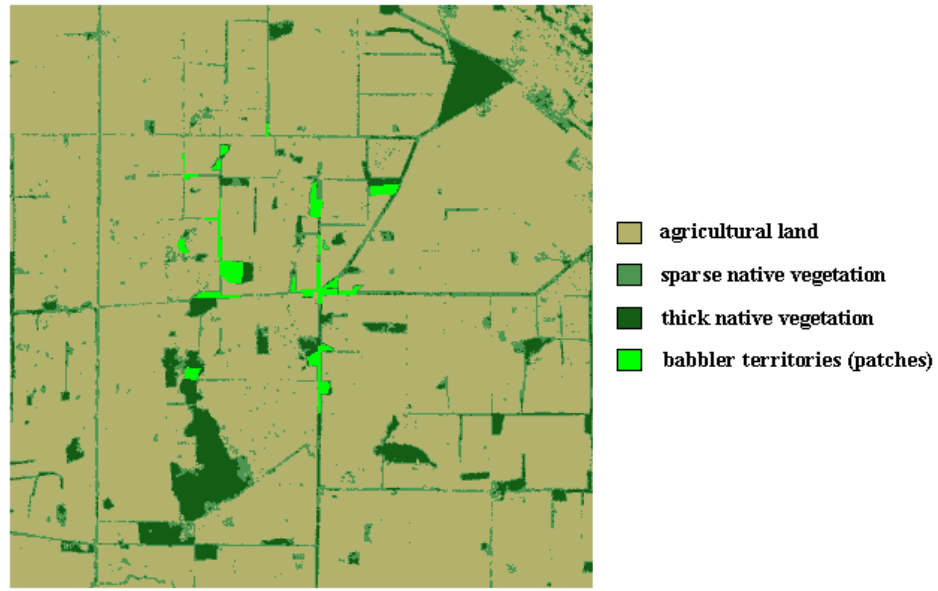 agricultural land
sparse native vegetation
thick native vegetation
babbler territories (patches)